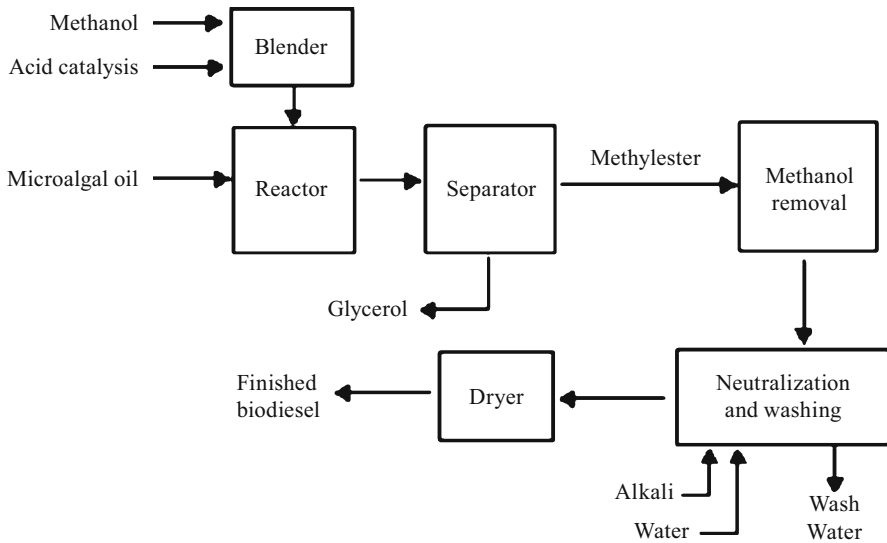 Methanol
Acid catalysis
Blender
Microalgal oil
Reactor
Separator
Methylester
Methanol
removal
Glycerol
Finished
biodiesel
Dryer
Neutralization
and washing
Alkali
Water
Wash
Water